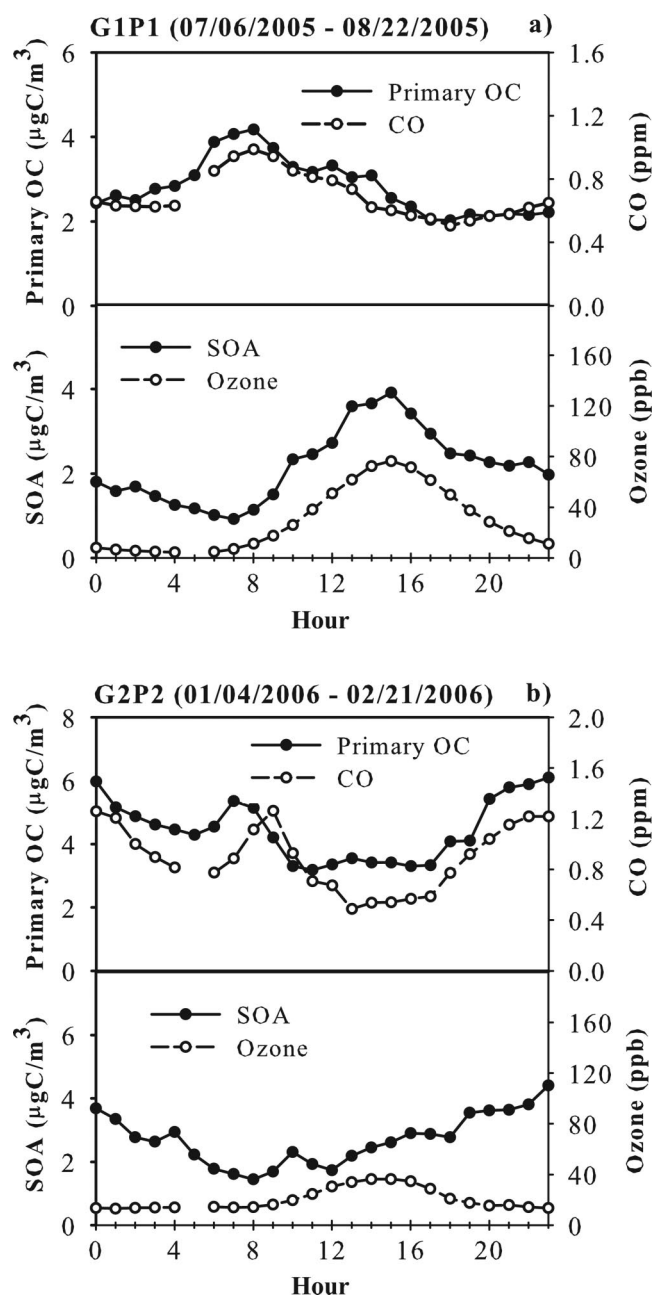 G1P1 (07/06/2005 - 08/22/2005) a)
Primary OC (μgC/m³)
6
4
2
0
Primary OC
CO
1.6
1.2
0.8
0.4
0.0
CO (ppm)
SOA (μgC/m³)
4
2
0
SOA
Ozone
160
120
80
40
0
Ozone (ppb)
0 4 8 12 16 20
Hour
G2P2 (01/04/2006 - 02/21/2006) b)
Primary OC (μgC/m³)
8
6
4
2
0
Primary OC
CO
2.0
1.6
1.2
0.8
0.4
0.0
CO (ppm)
SOA (μgC/m³)
6
4
2
0
SOA
Ozone
160
120
80
40
0
Ozone (ppb)
0 4 8 12 16 20
Hour